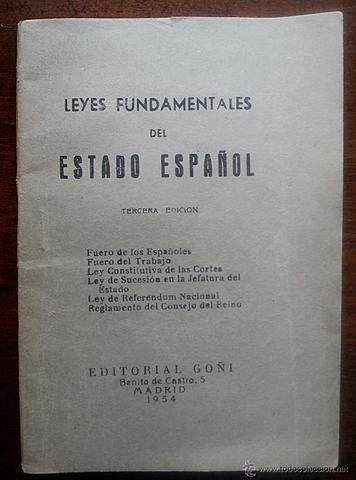 LEYES FUNDAMENTALES
DEL
ESTADO ESPAÑOL
TERCERA EDICION
Fuero de los Españoles
Fuero del Trabajo
Ley Constitutiva de las Cortes
Ley de Sucesión en la Jefatura del
Estado
Ley de Referendum Nacional
Reglamento del Consejo del Reino
EDITORIAL GOÑI
Benito de Castro, 5
MADRID
1954
© todocoleccion.net